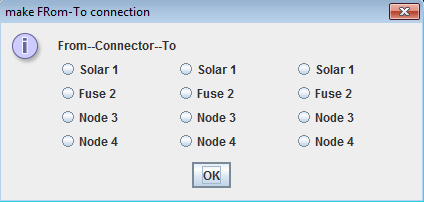 make FRom-To connection
i
From--Connector--To
Solar 1 Solar 1 Solar 1
Fuse 2 Fuse 2 Fuse 2
Node 3 Node 3 Node 3
Node 4 Node 4 Node 4
OK